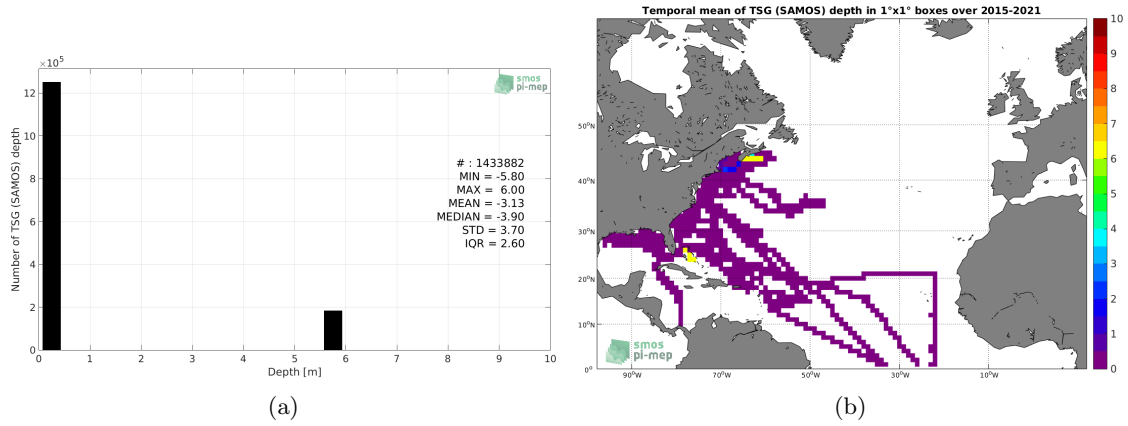 Number of TSG (SAMOS) depth
×10⁵
12
10
8
6
4
2
0
0 1 2 3 4 5 6 7 8 9 10
Depth [m]
smos
pi-mep
# : 1433882
MIN = -5.80
MAX = 6.00
MEAN = -3.13
MEDIAN = -3.90
STD = 3.70
IQR = 2.60
(a)
Temporal mean of TSG (SAMOS) depth in 1°x1° boxes over 2015-2021
50°N
40°N
30°N
20°N
10°N
0°
90°W 70°W 50°W 30°W 10°W
smos
pi-mep
10
9
8
7
6
5
4
3
2
1
0
(b)